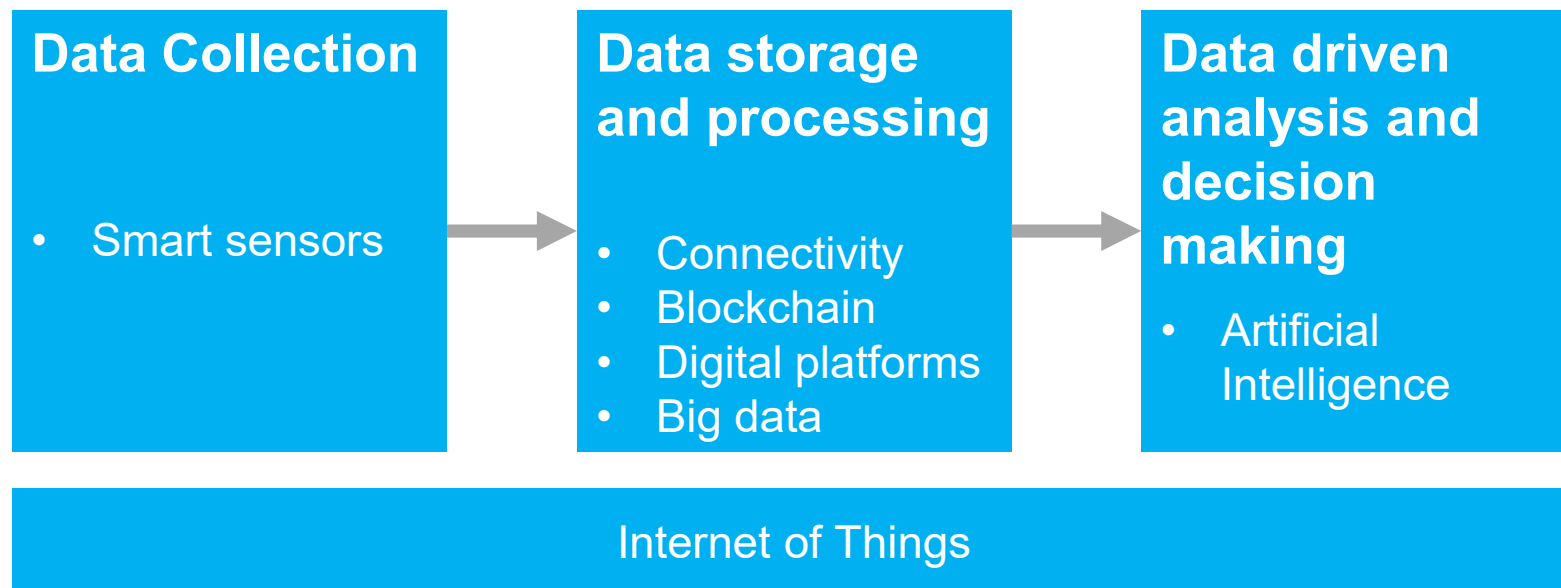 Data Collection
• Smart sensors
Data storage
and processing
• Connectivity
• Blockchain
• Digital platforms
• Big data
Data driven
analysis and
decision
making
• Artificial
Intelligence
Internet of Things